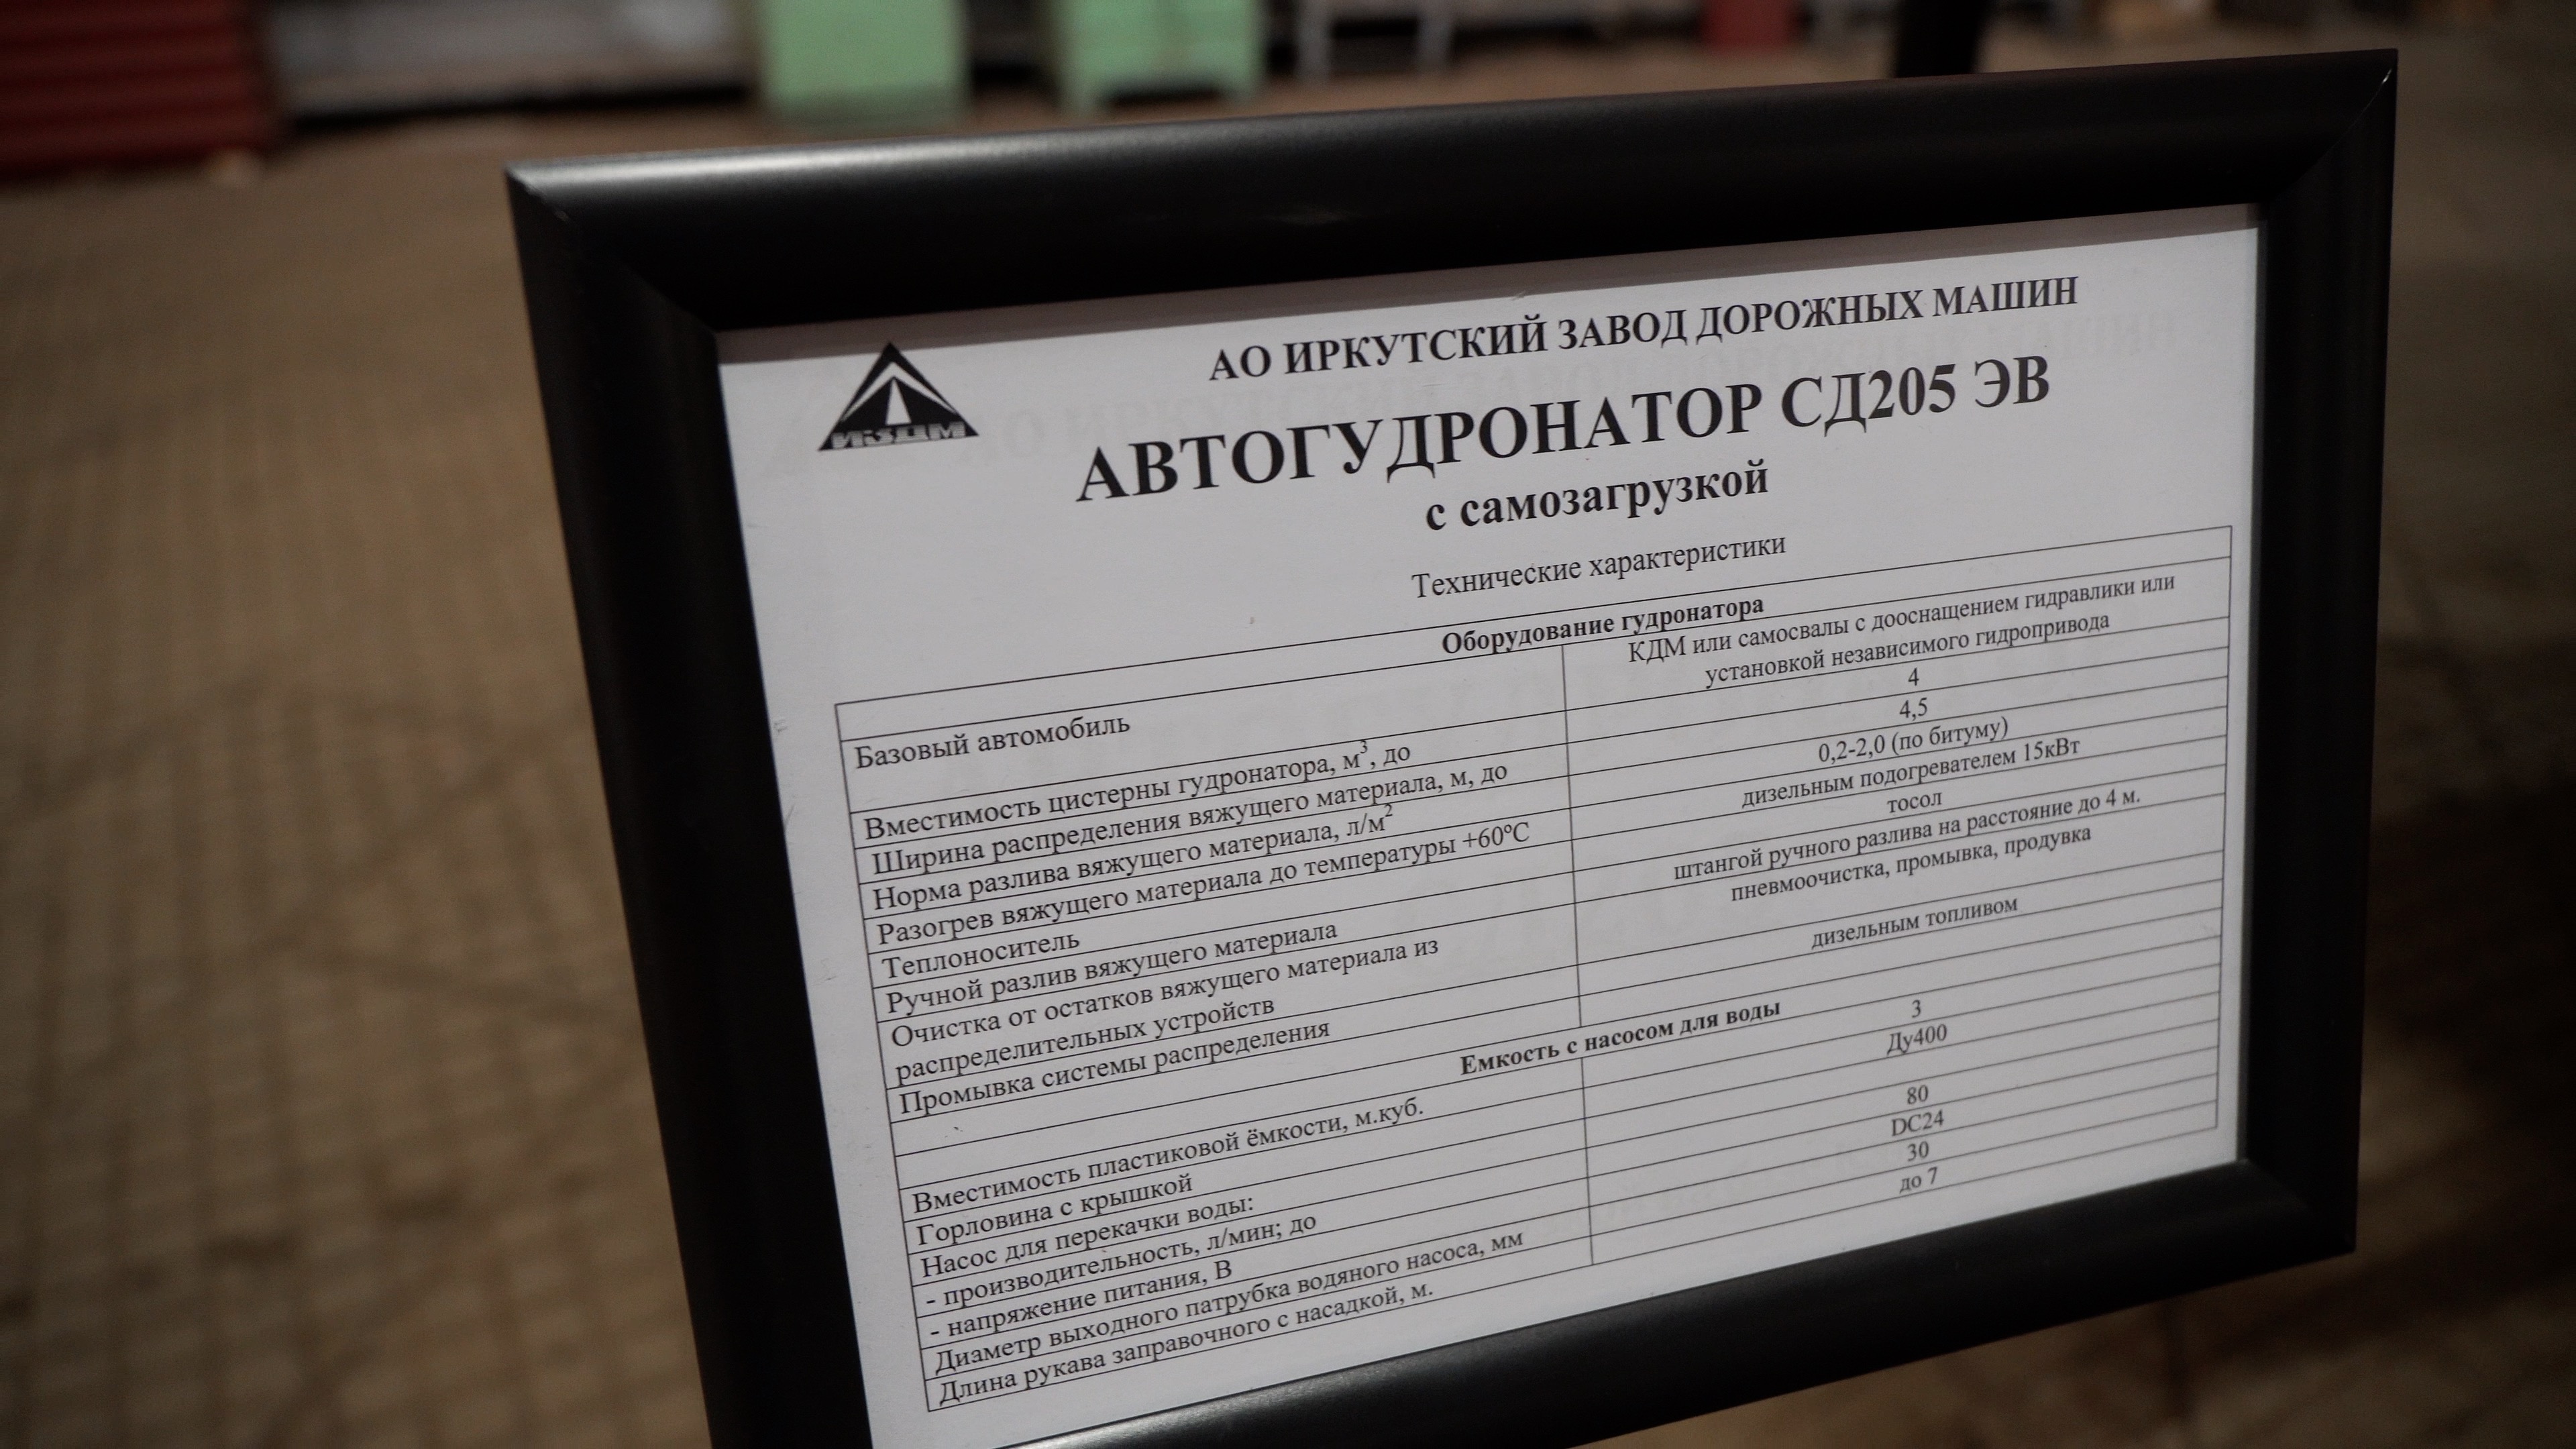 ИЗДМ
АО ИРКУТСКИЙ ЗАВОД ДОРОЖНЫХ МАШИН
АВТОГУДРОНАТОР СД205 ЭВ
с самозагрузкой
Технические характеристики
Оборудование гудронатора
Базовый автомобиль
КДМ или самосвалы с дооснащением гидравлики или
установкой независимого гидропривода
Вместимость цистерны гудронатора, м³, до 4
Ширина распределения вяжущего материала, м, до 4,5
Норма разлива вяжущего материала, л/м² 0,2-2,0 (по битуму)
Разогрев вяжущего материала до температуры +60°С дизельным подогревателем 15кВт
Теплоноситель тосол
Ручной разлив вяжущего материала штангой ручного разлива на расстояние до 4 м.
Очистка от остатков вяжущего материала из
распределительных устройств
пневмоочистка, промывка, продувка
Промывка системы распределения дизельным топливом
Емкость с насосом для воды
Вместимость пластиковой ёмкости, м.куб. 3
Горловина с крышкой Ду400
Насос для перекачки воды:
- производительность, л/мин; до 80
- напряжение питания, В DC24
Диаметр выходного патрубка водяного насоса, мм 30
Длина рукава заправочного с насадкой, м. до 7